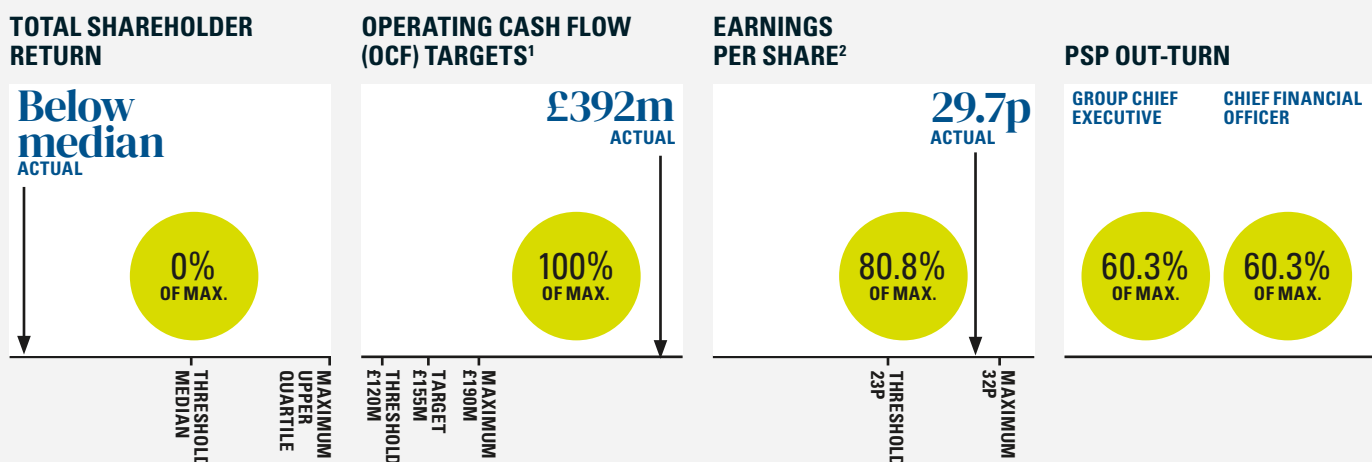 TOTAL SHAREHOLDER
RETURN
Below
median
ACTUAL
0%
OF MAX.
THRESHOLD
MEDIAN
MAXIMUM
UPPER
QUARTILE
OPERATING CASH FLOW
(OCF) TARGETS¹
£392m
ACTUAL
100%
OF MAX.
THRESHOLD
£120M
TARGET
£155M
MAXIMUM
£190M
EARNINGS
PER SHARE²
29.7p
ACTUAL
80.8%
OF MAX.
THRESHOLD
23P
MAXIMUM
32P
PSP OUT-TURN
GROUP CHIEF
EXECUTIVE
60.3%
OF MAX.
CHIEF FINANCIAL
OFFICER
60.3%
OF MAX.